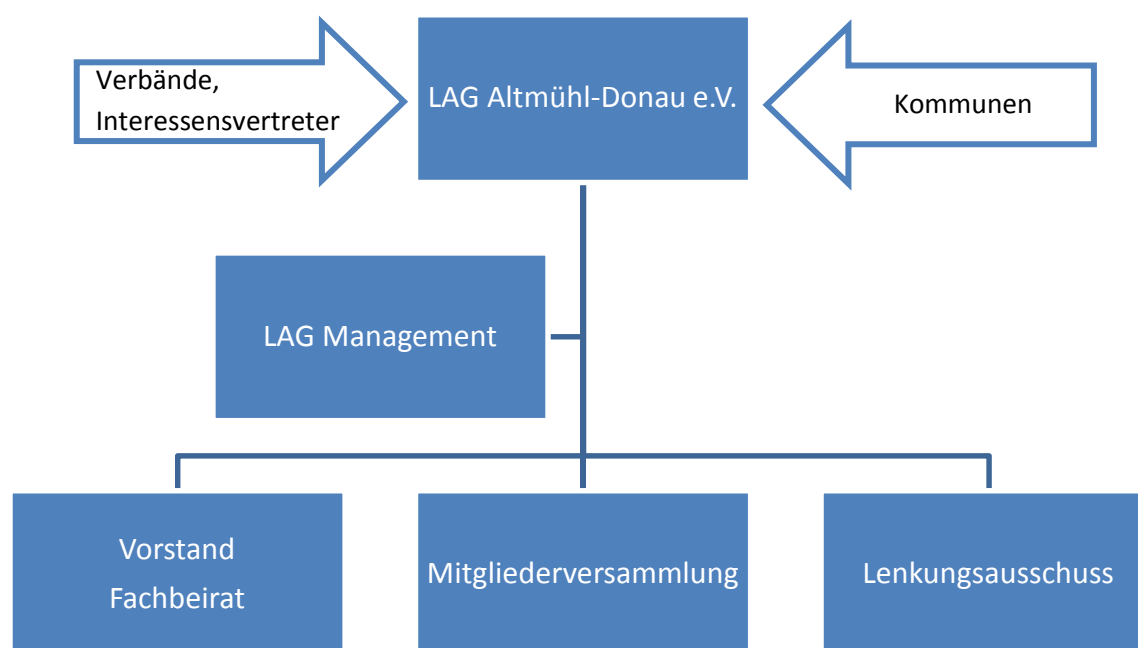 Verbände,
Interessensvertreter
LAG Altmühl-Donau e.V.
Kommunen
LAG Management
Vorstand
Fachbeirat
Mitgliederversammlung
Lenkungsausschuss